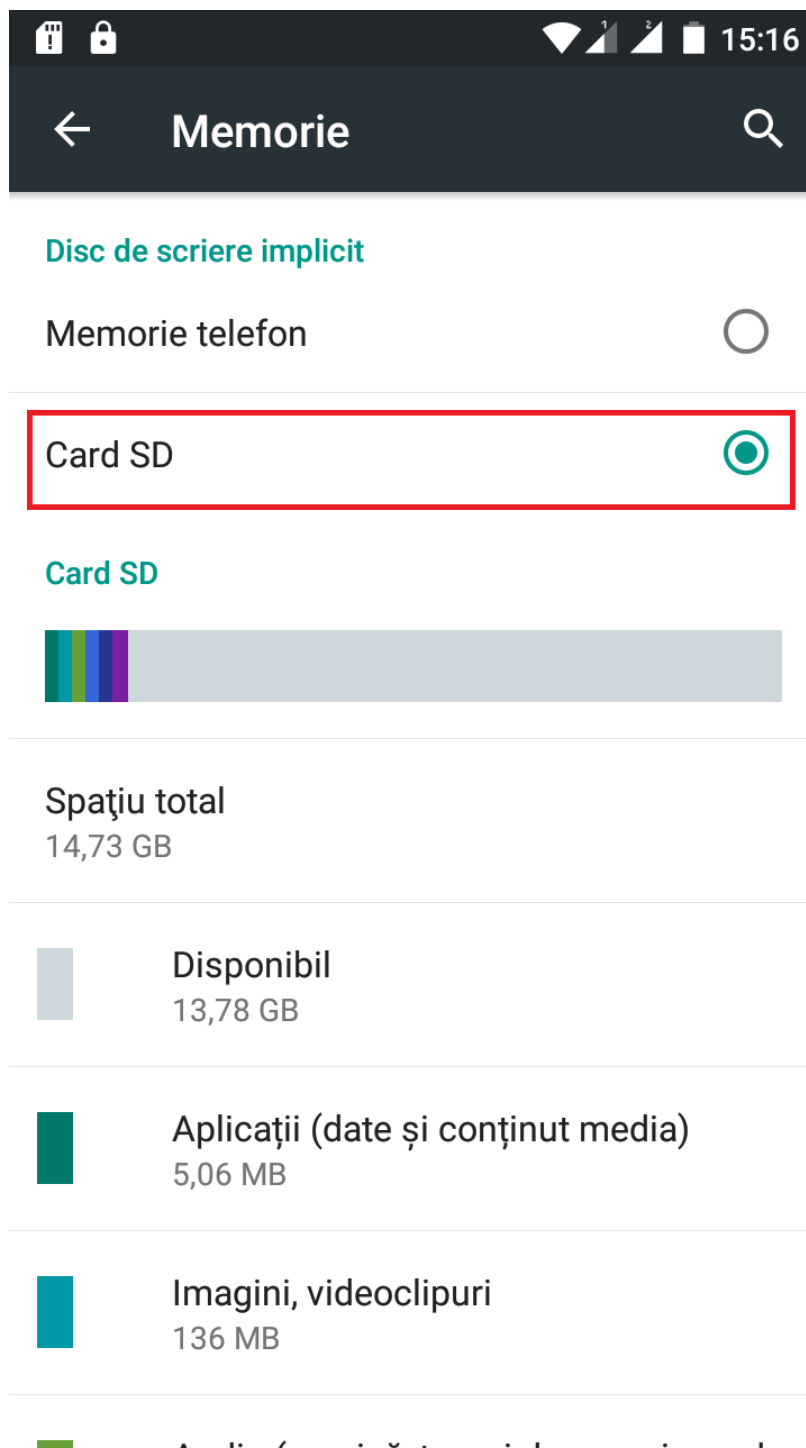 15:16
Memorie
Disc de scriere implicit
Memorie telefon
Card SD
Card SD
Spaţiu total
14,73 GB
Disponibil
13,78 GB
Aplicații (date și conținut media)
5,06 MB
Imagini, videoclipuri
136 MB